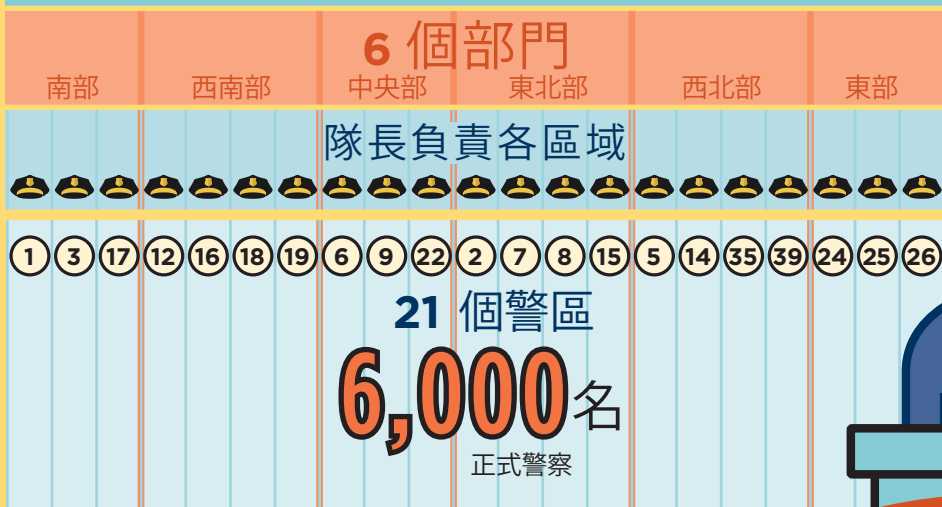 6 個部門
南部 西南部 中央部 東北部 西北部 東部
隊長負責各區域
1 3 17 12 16 18 19 6 9 22 2 7 8 15 5 14 35 39 24 25 26
21 個警區
6,000名
正式警察